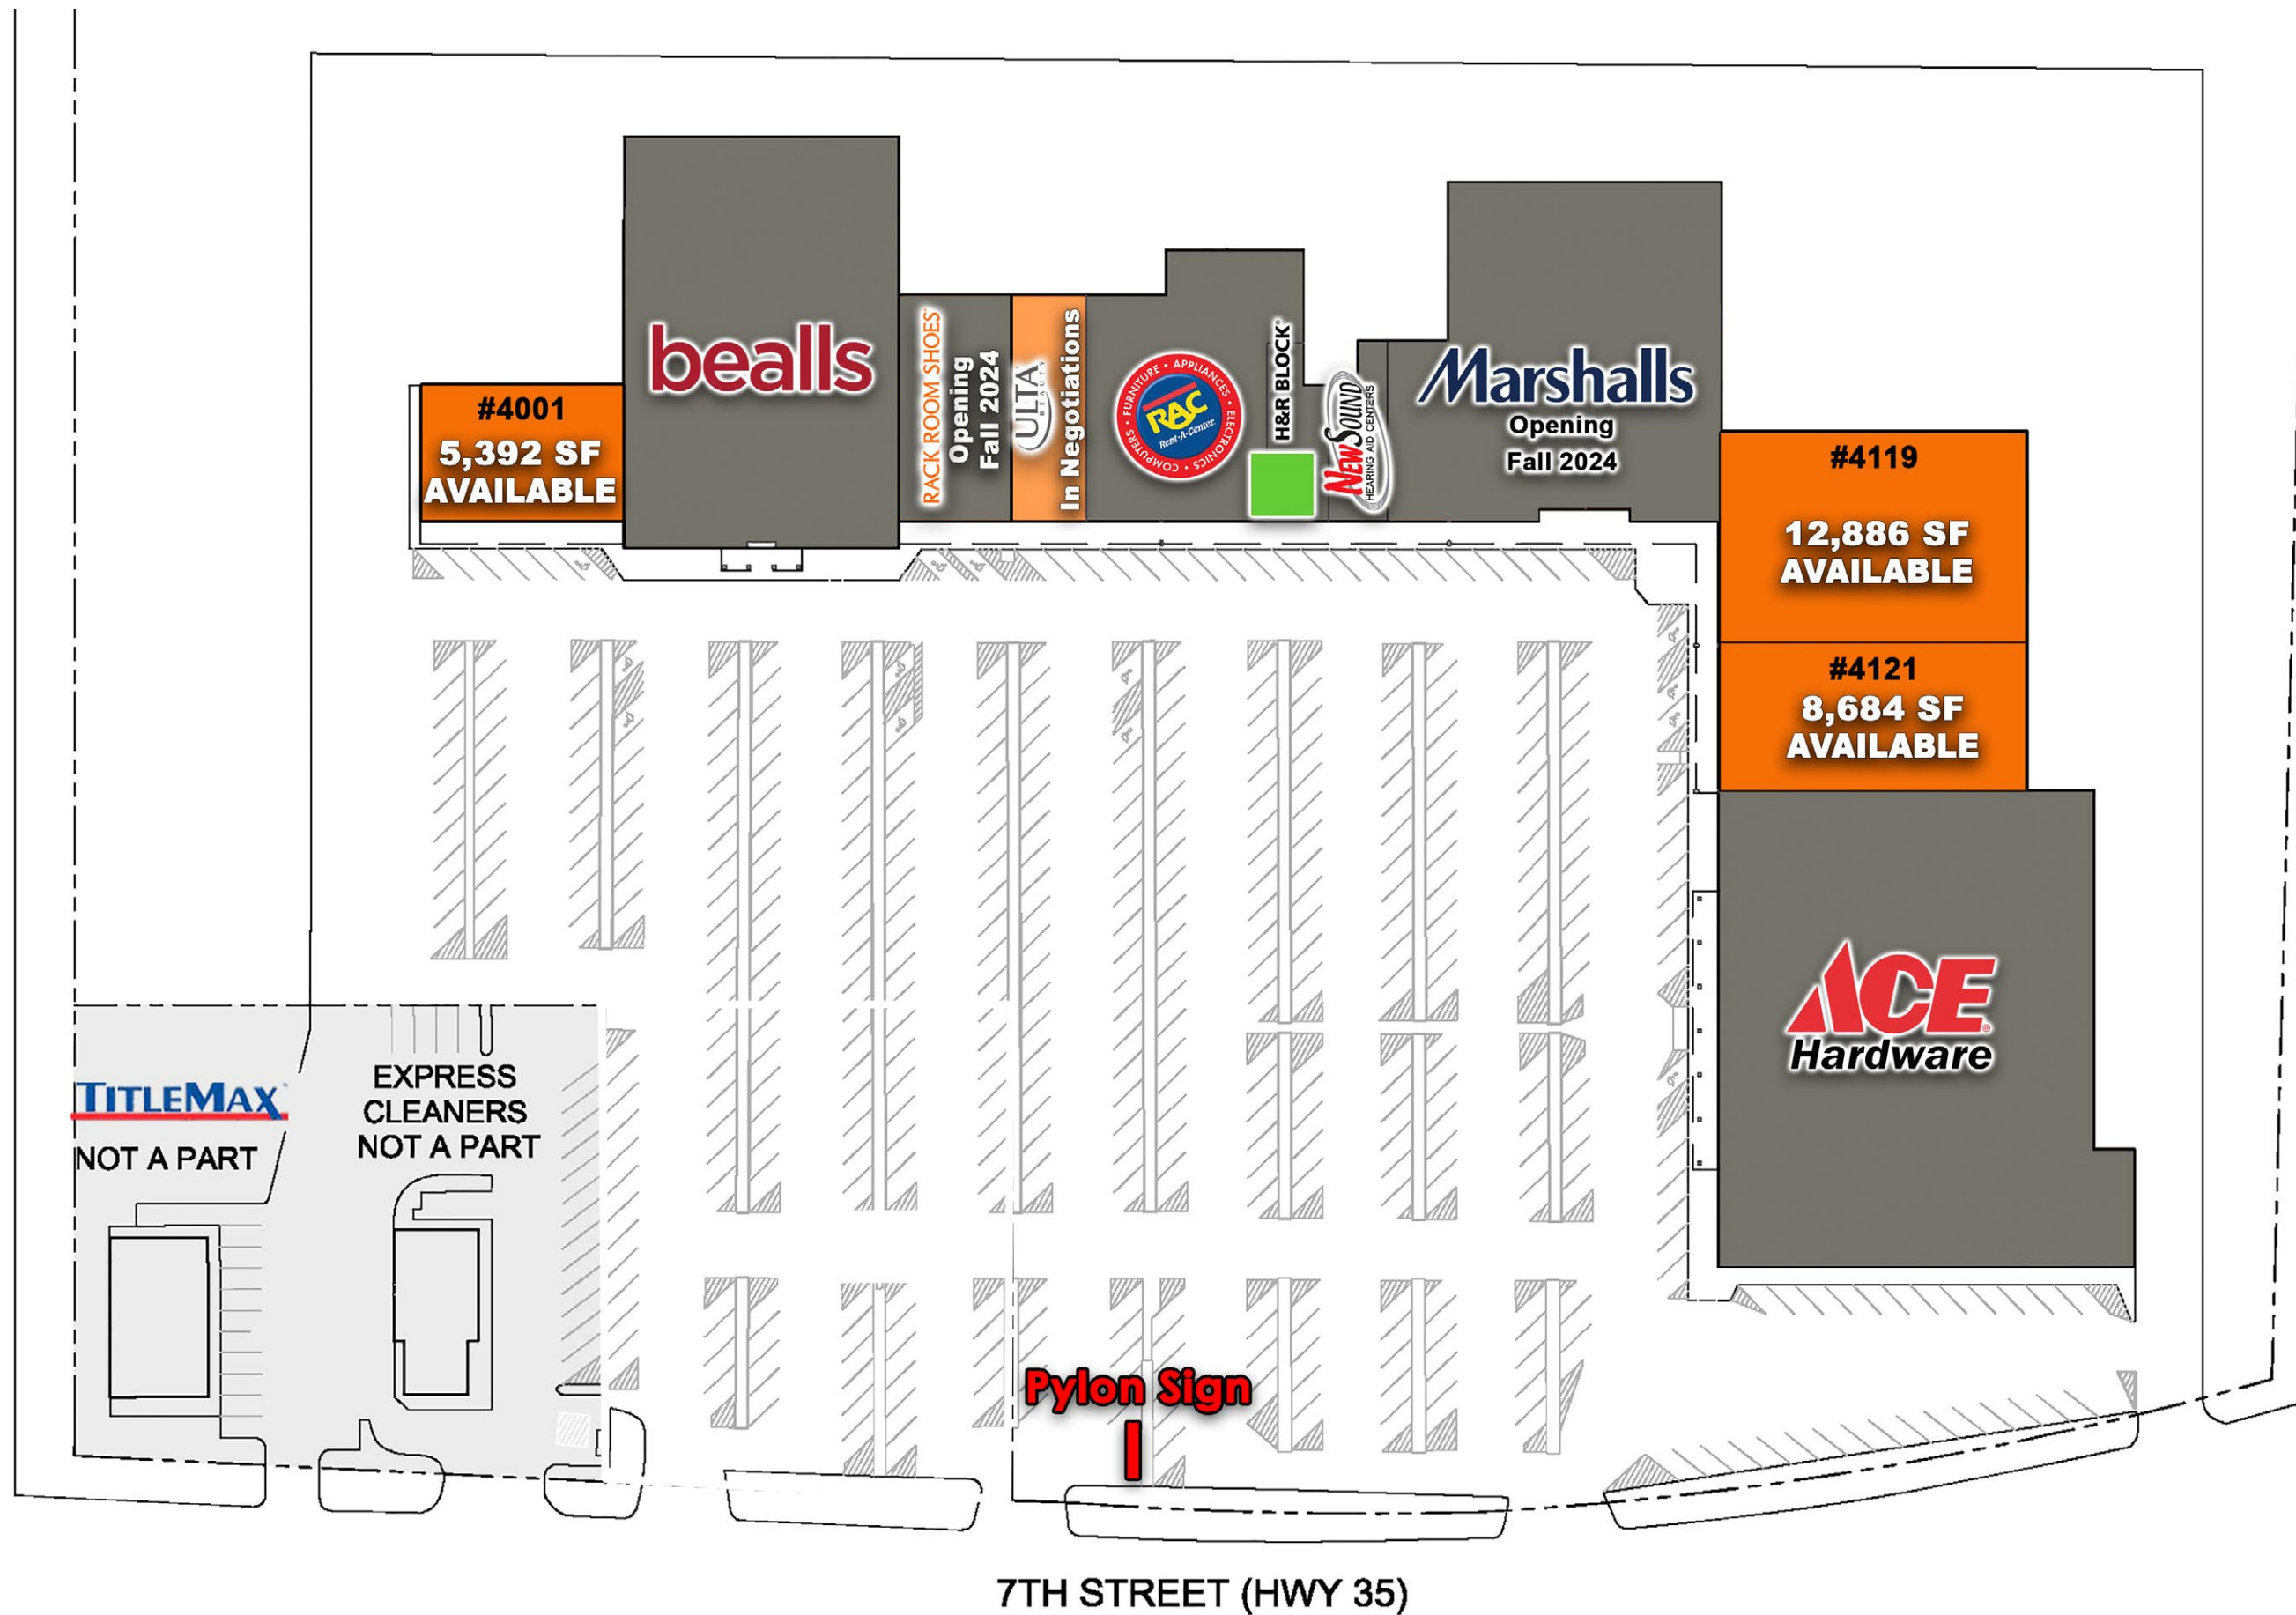 bealls
#4001
5,392 SF
AVAILABLE
RACK ROOM SHOES
Opening
Fall 2024
ULTA
BEAUTY
In Negotiations
FURNITURE • APPLIANCES • ELECTRONICS • COMPUTERS •
RAC
Rent-A-Center
H&R BLOCK
NEWSOUND
HEARING AID CENTERS
Marshalls
Opening
Fall 2024
#4119
12,886 SF
AVAILABLE
#4121
8,684 SF
AVAILABLE
ACE
Hardware
TITLEMAX
NOT A PART
EXPRESS
CLEANERS
NOT A PART
Pylon Sign
7TH STREET (HWY 35)